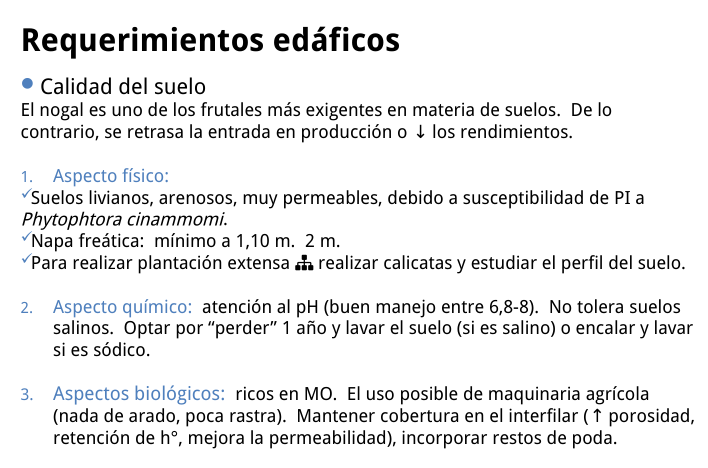 Requerimientos edáficos
Calidad del suelo
El nogal es uno de los frutales más exigentes en materia de suelos.  De lo
contrario, se retrasa la entrada en producción o ↓ los rendimientos.
1. Aspecto físico:
✓Suelos livianos, arenosos, muy permeables, debido a susceptibilidad de PI a
Phytophtora cinammomi.
✓Napa freática:  mínimo a 1,10 m.  2 m.
✓Para realizar plantación extensa realizar calicatas y estudiar el perfil del suelo.
2. Aspecto químico:  atención al pH (buen manejo entre 6,8-8).  No tolera suelos
salinos.  Optar por “perder” 1 año y lavar el suelo (si es salino) o encalar y lavar
si es sódico.
3. Aspectos biológicos:  ricos en MO.  El uso posible de maquinaria agrícola
(nada de arado, poca rastra).  Mantener cobertura en el interfilar (↑ porosidad,
retención de h°, mejora la permeabilidad), incorporar restos de poda.